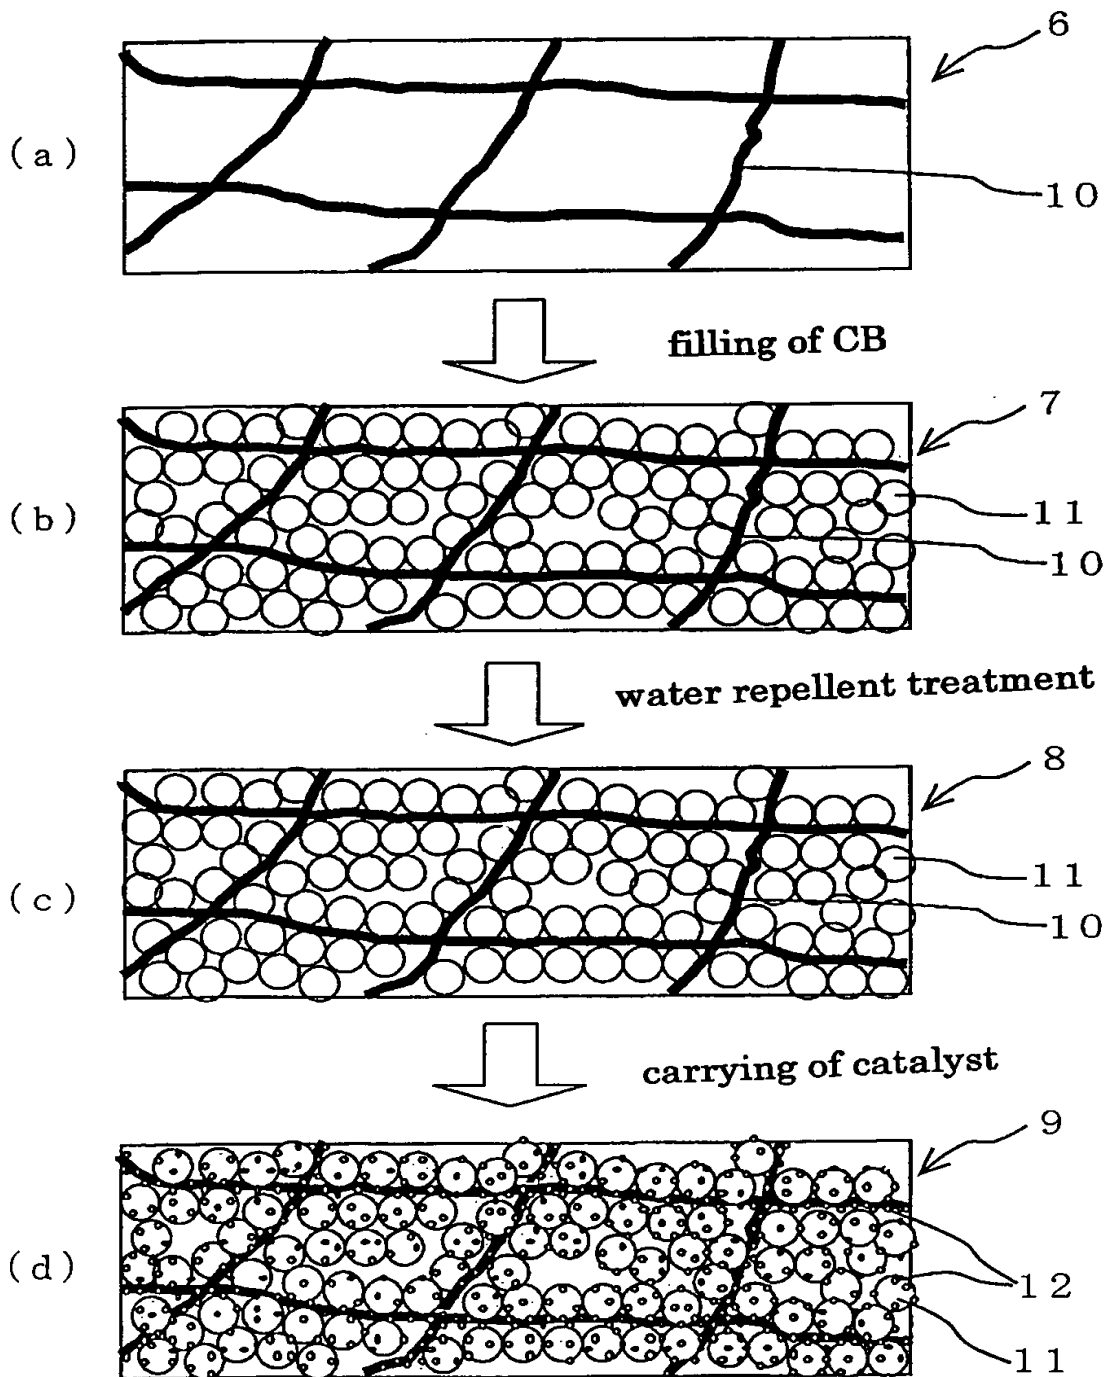 6
(a)
10
filling of CB
7
(b)
11
10
water repellent treatment
8
(c)
11
10
carrying of catalyst
9
(d)
12
11